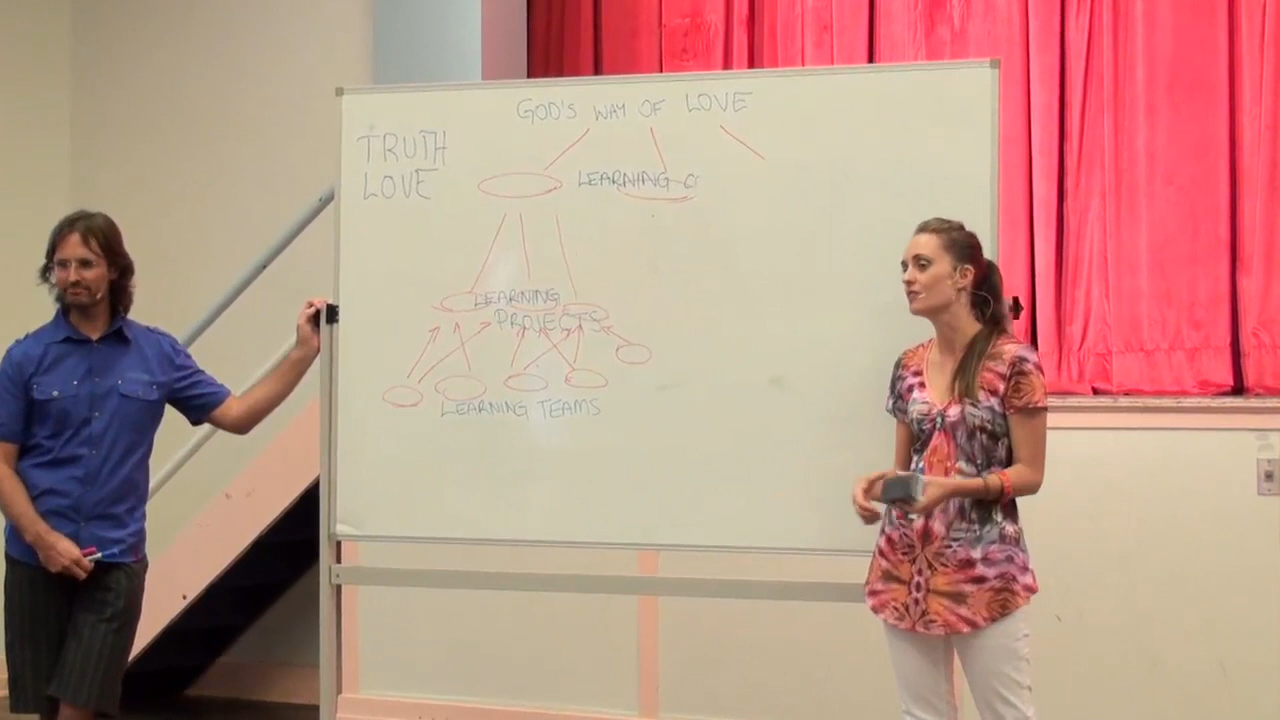 GOD'S WAY OF LOVE
TRUTH
LOVE
LEARNING
LEARNING
PROJECTS
LEARNING TEAMS